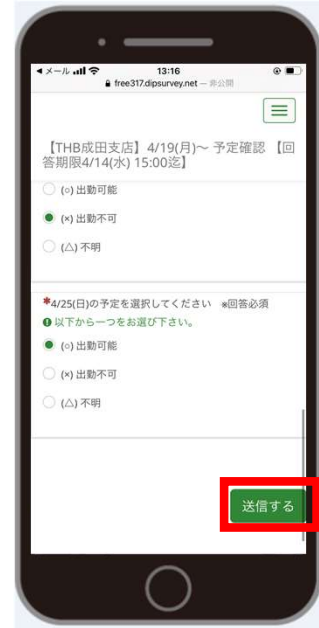 メール
13:16
free317.dipsurvey.net — 非公開
【THB成田支店】4/19(月)～ 予定確認 【回
答期限4/14(水) 15:00迄】
(○) 出勤可能
(×) 出勤不可
(△) 不明
*4/25(日)の予定を選択してください ※回答必須
以下から一つをお選び下さい。
(○) 出勤可能
(×) 出勤不可
(△) 不明
送信する